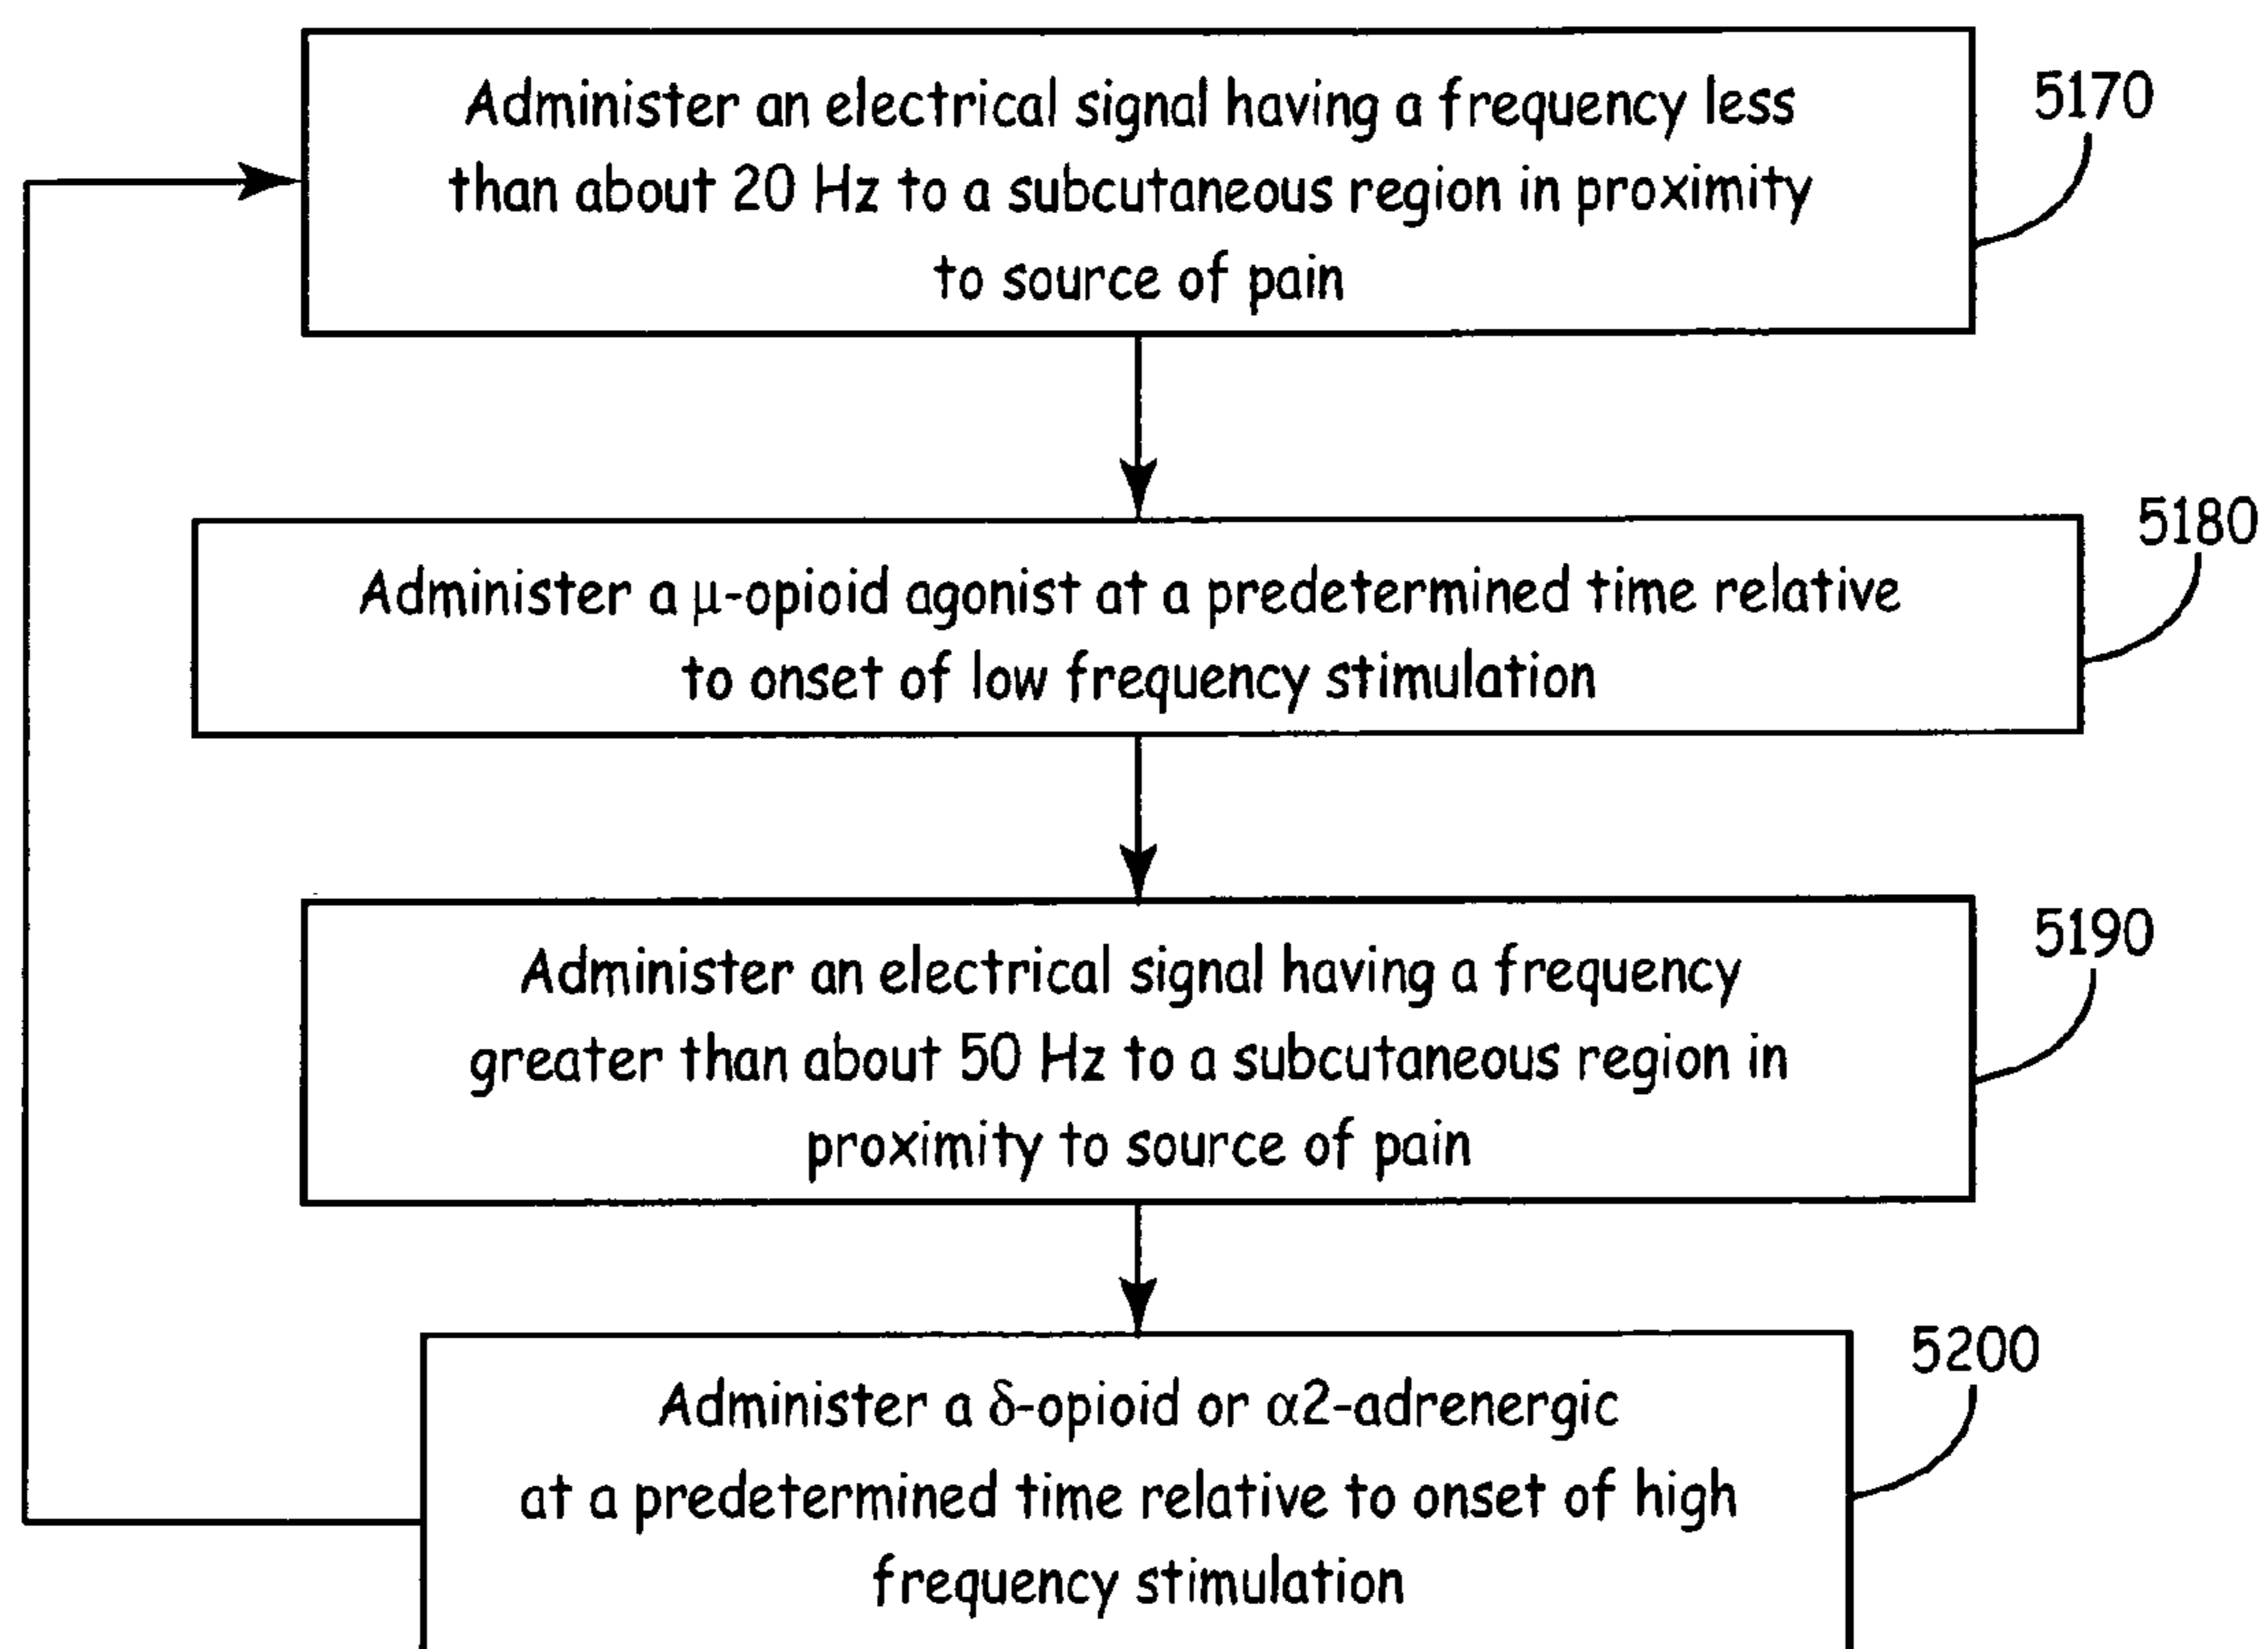 Administer an electrical signal having a frequency less
than about 20 Hz to a subcutaneous region in proximity
to source of pain
5170
Administer a μ-opioid agonist at a predetermined time relative
to onset of low frequency stimulation
5180
Administer an electrical signal having a frequency
greater than about 50 Hz to a subcutaneous region in
proximity to source of pain
5190
Administer a δ-opioid or α2-adrenergic
at a predetermined time relative to onset of high
frequency stimulation
5200